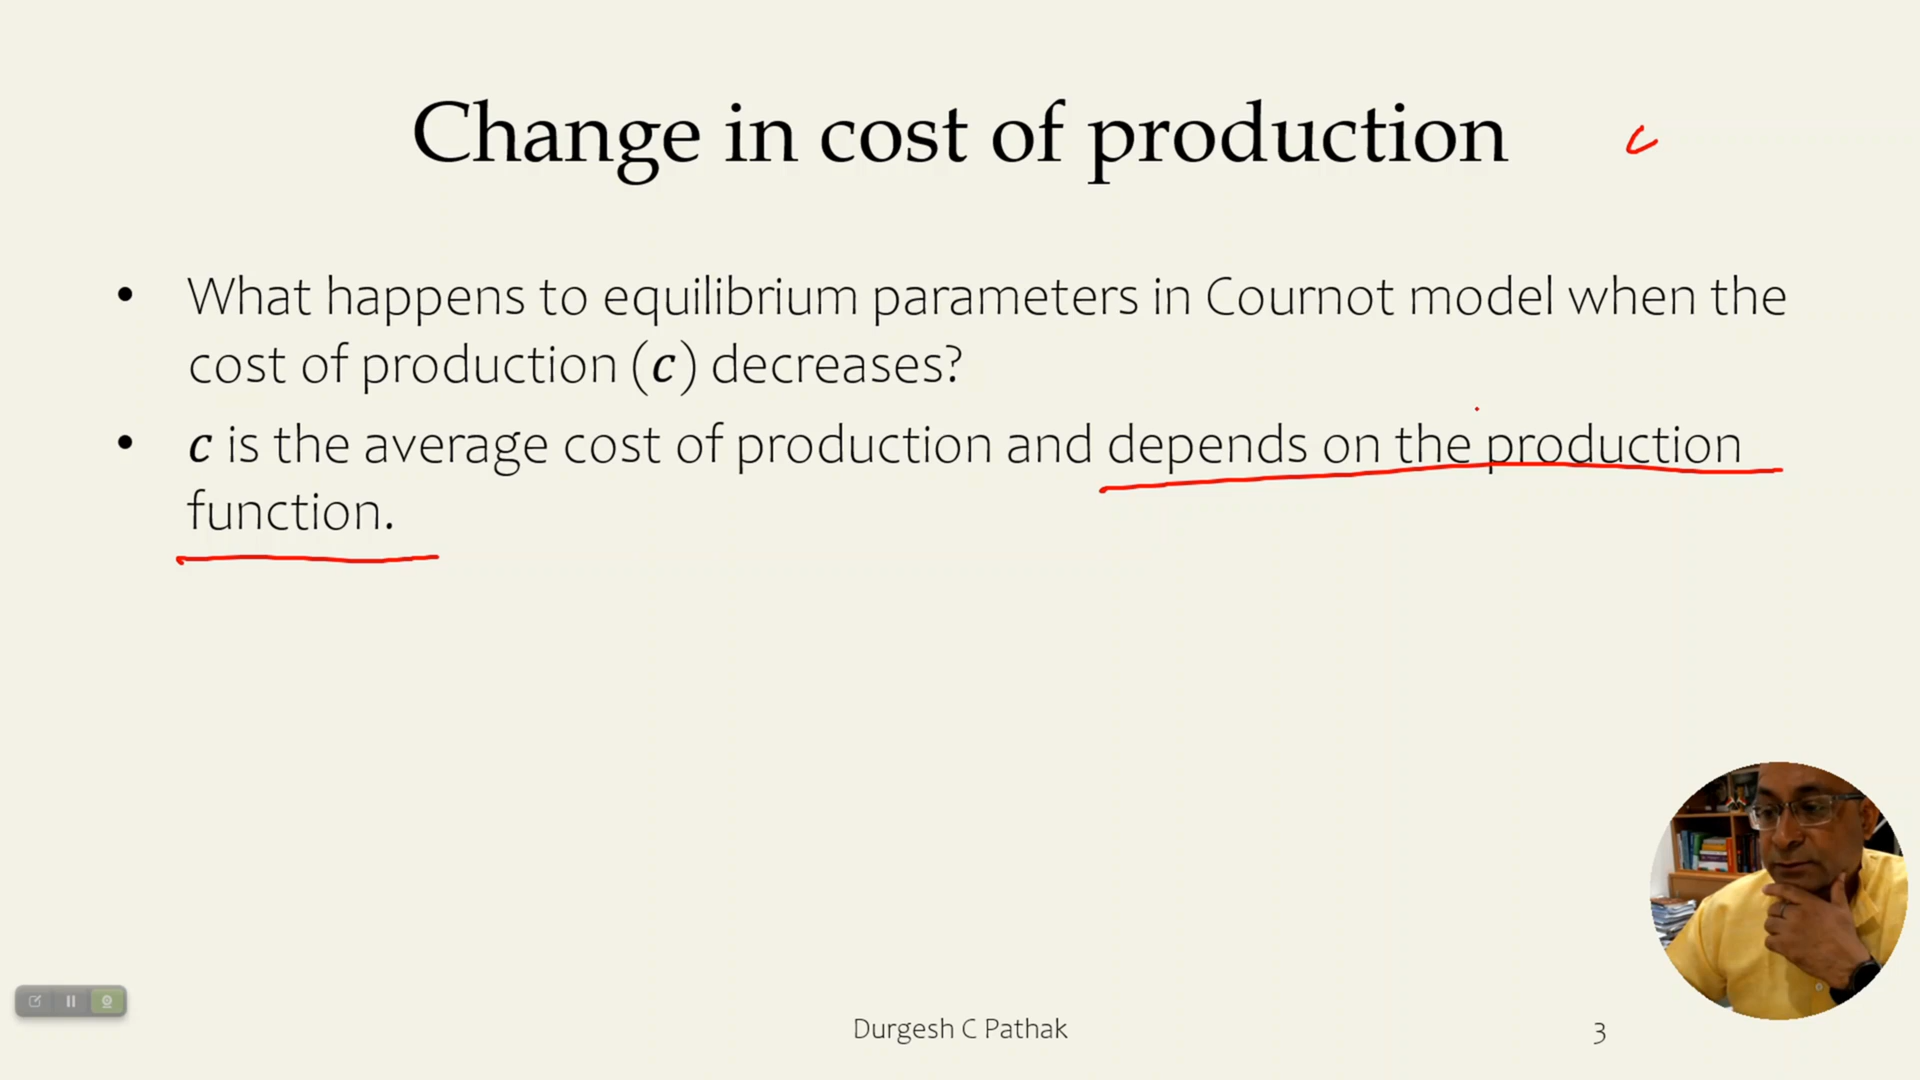 Change in cost of production c
• What happens to equilibrium parameters in Cournot model when the
cost of production (c) decreases?
• c is the average cost of production and depends on the production
function.
Durgesh C Pathak
3